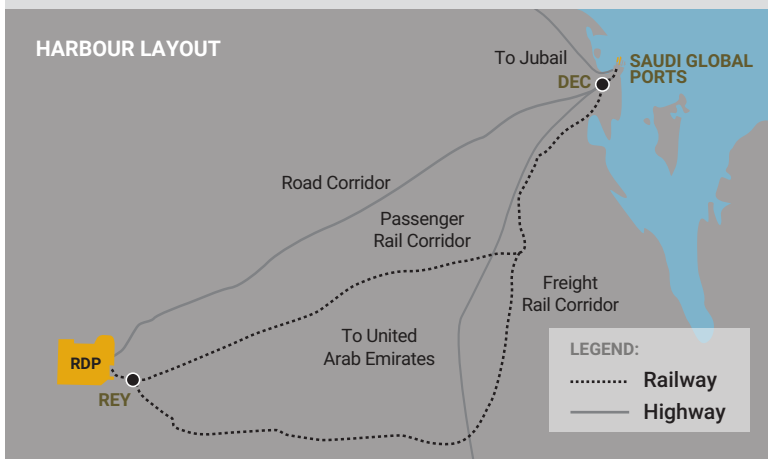 HARBOUR LAYOUT
To Jubail
SAUDI GLOBAL
PORTS
DEC
Road Corridor
Passenger
Rail Corridor
Freight
Rail Corridor
To United
Arab Emirates
RDP
REY
LEGEND:
Railway
Highway